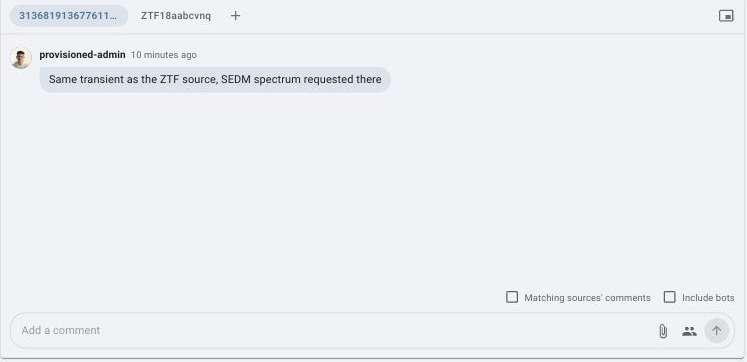 313681913677611... ZTF18aabcvnq +
provisioned-admin 10 minutes ago
Same transient as the ZTF source, SEDM spectrum requested there
Matching sources' comments Include bots
Add a comment